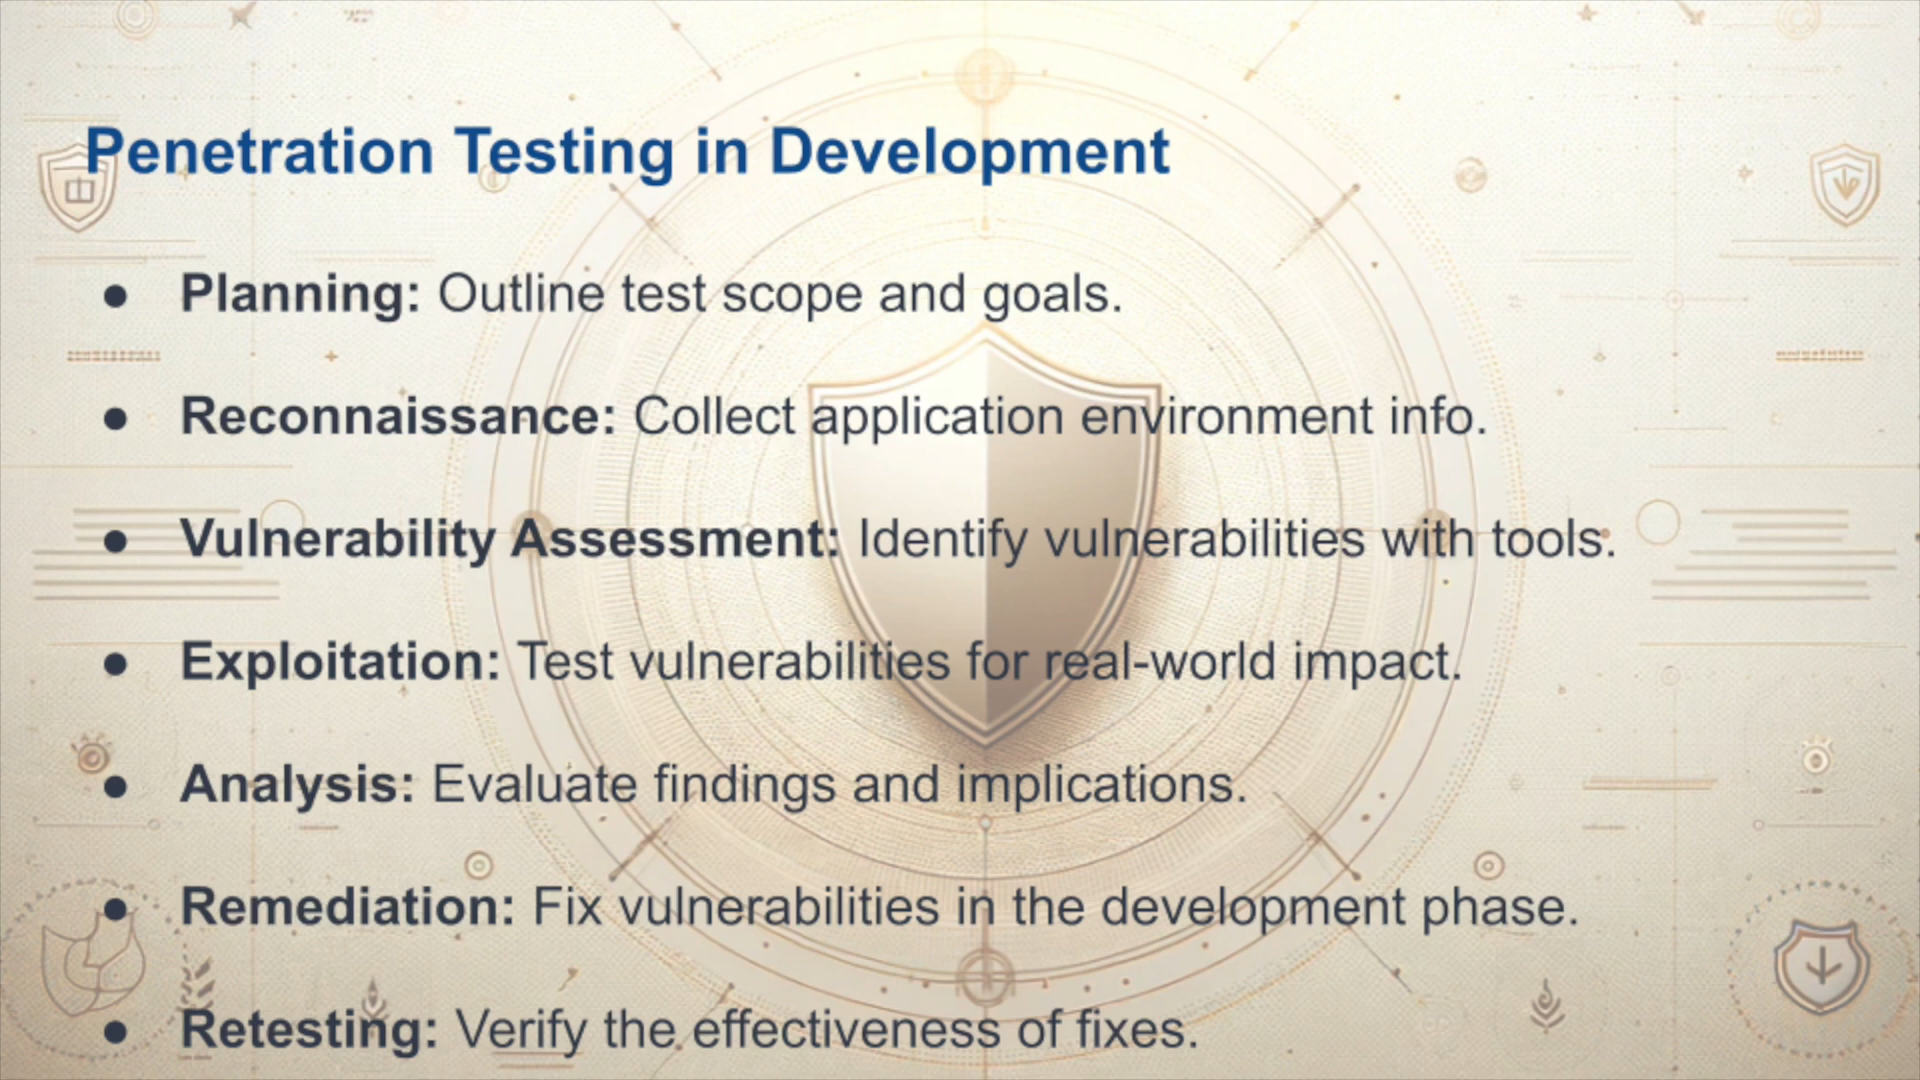 Penetration Testing in Development
● Planning: Outline test scope and goals.
● Reconnaissance: Collect application environment info.
● Vulnerability Assessment: Identify vulnerabilities with tools.
● Exploitation: Test vulnerabilities for real-world impact.
● Analysis: Evaluate findings and implications.
● Remediation: Fix vulnerabilities in the development phase.
● Retesting: Verify the effectiveness of fixes.